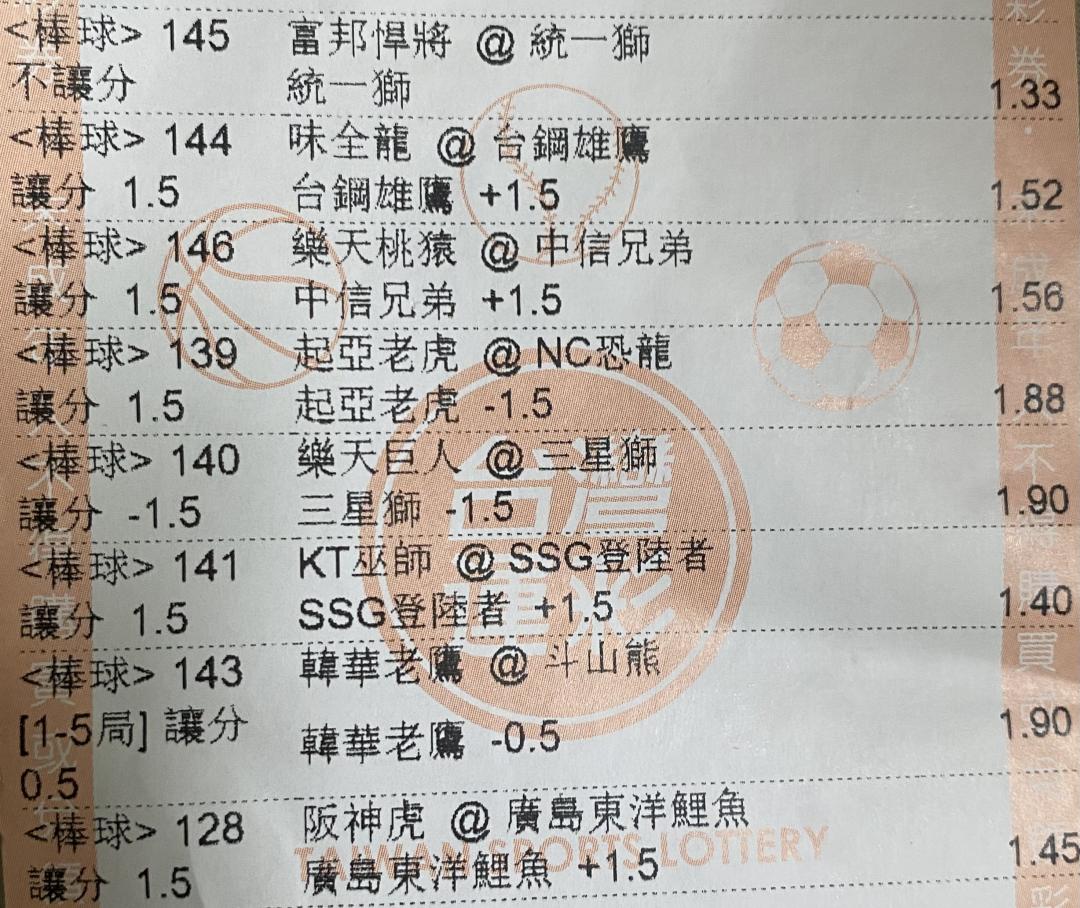 <棒球> 145 富邦悍將 @ 統一獅
不讓分 統一獅 1.33
<棒球> 144 味全龍 @ 台鋼雄鷹
讓分 1.5 台鋼雄鷹 +1.5 1.52
<棒球> 146 樂天桃猿 @ 中信兄弟
讓分 1.5 中信兄弟 +1.5 1.56
<棒球> 139 起亞老虎 @ NC恐龍
讓分 1.5 起亞老虎 -1.5 1.88
<棒球> 140 樂天巨人 @ 三星獅
讓分 -1.5 三星獅 -1.5 1.90
<棒球> 141 KT巫師 @ SSG登陸者
讓分 1.5 SSG登陸者 +1.5 1.40
<棒球> 143 韓華老鷹 @ 斗山熊
[1-5局] 讓分 韓華老鷹 -0.5 1.90
0.5
<棒球> 128 阪神虎 @ 廣島東洋鯉魚
讓分 1.5 廣島東洋鯉魚 +1.5 1.45
台灣
運彩
TAIWAN SPORTS LOTTERY